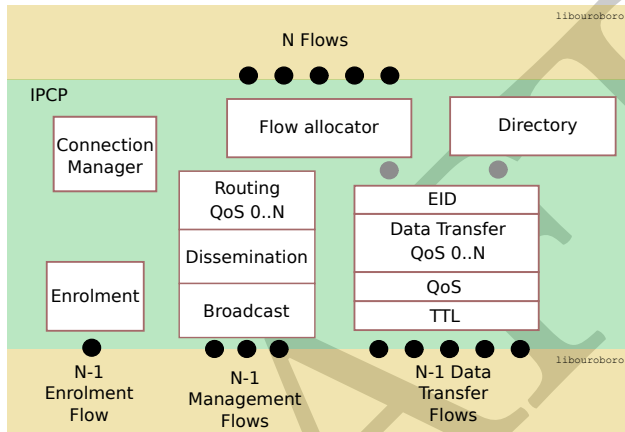 libouroboro
N Flows
IPCP
Flow allocator
Directory
Connection
Manager
Routing
QoS 0..N
Dissemination
Broadcast
EID
Data Transfer
QoS 0..N
QoS
TTL
Enrolment
libouroboro
N-1
Enrolment
Flow
N-1
Management
Flows
N-1 Data
Transfer
Flows